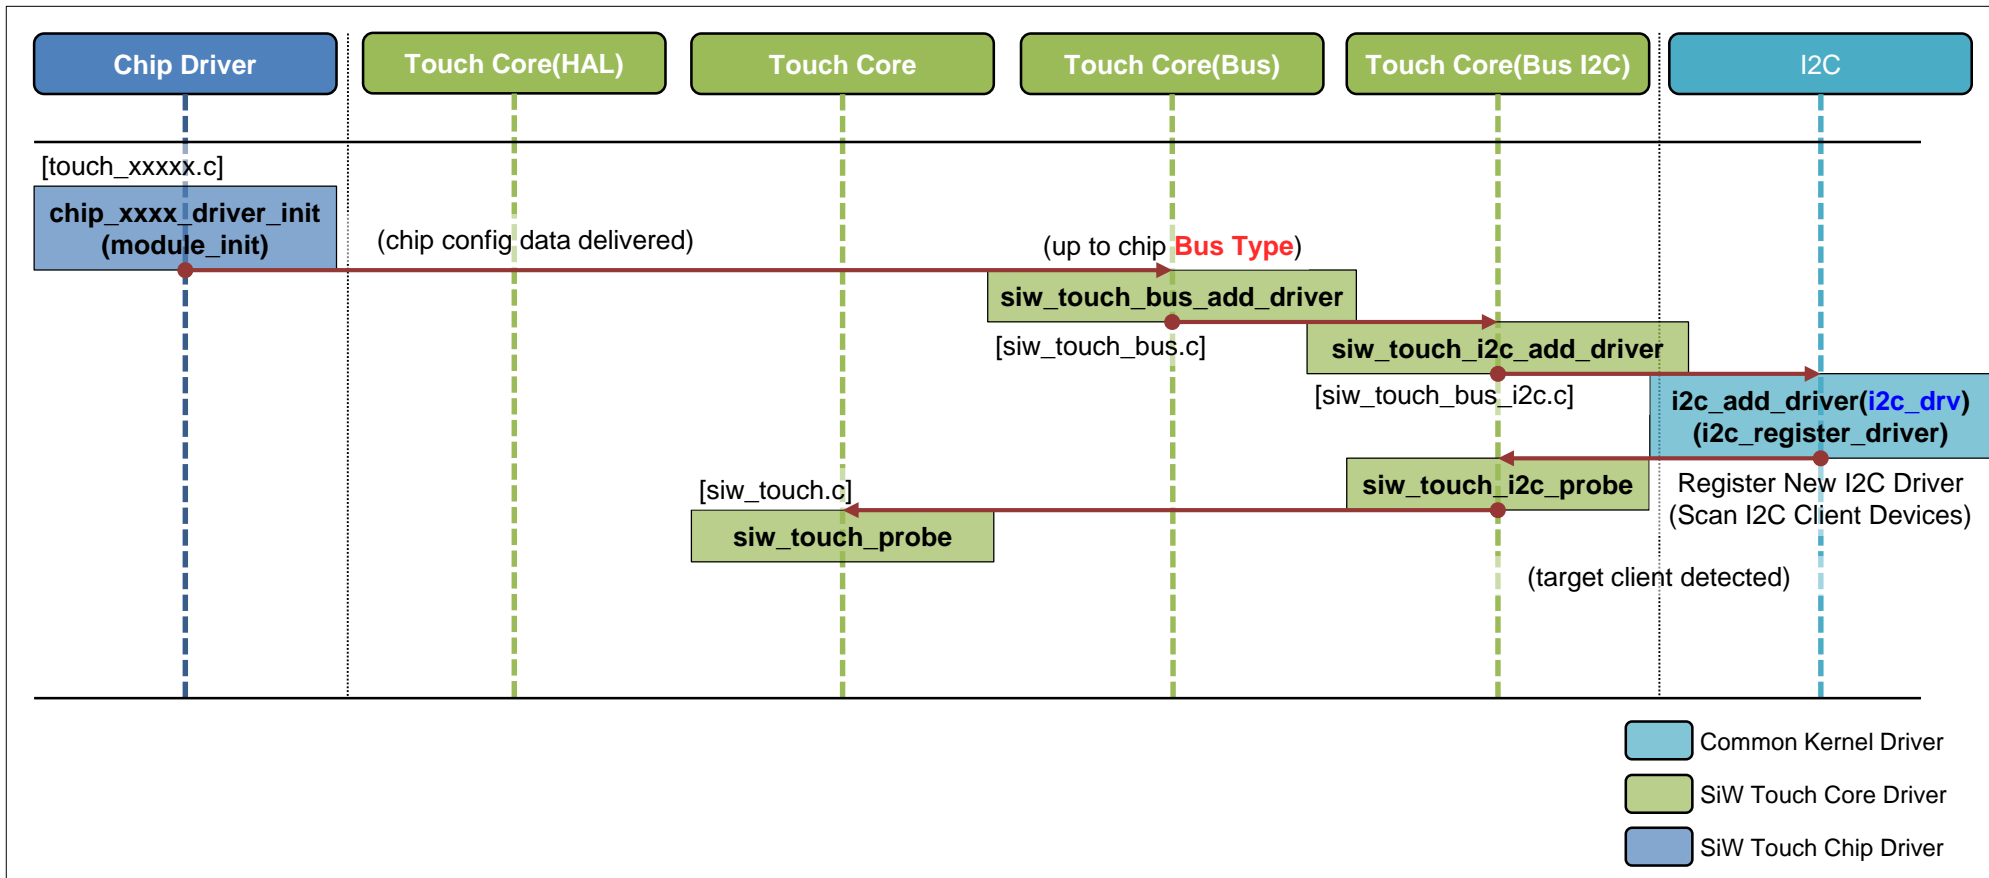 Chip Driver
Touch Core(HAL)
Touch Core
Touch Core(Bus)
Touch Core(Bus I2C)
I2C
[touch_xxxxx.c]
chip_xxxx_driver_init
(module_init)
(chip config data delivered)
(up to chip Bus Type)
siw_touch_bus_add_driver
[siw_touch_bus.c]
siw_touch_i2c_add_driver
[siw_touch_bus_i2c.c]
i2c_add_driver(i2c_drv)
(i2c_register_driver)
siw_touch_i2c_probe
Register New I2C Driver
(Scan I2C Client Devices)
[siw_touch.c]
siw_touch_probe
(target client detected)
Common Kernel Driver
SiW Touch Core Driver
SiW Touch Chip Driver